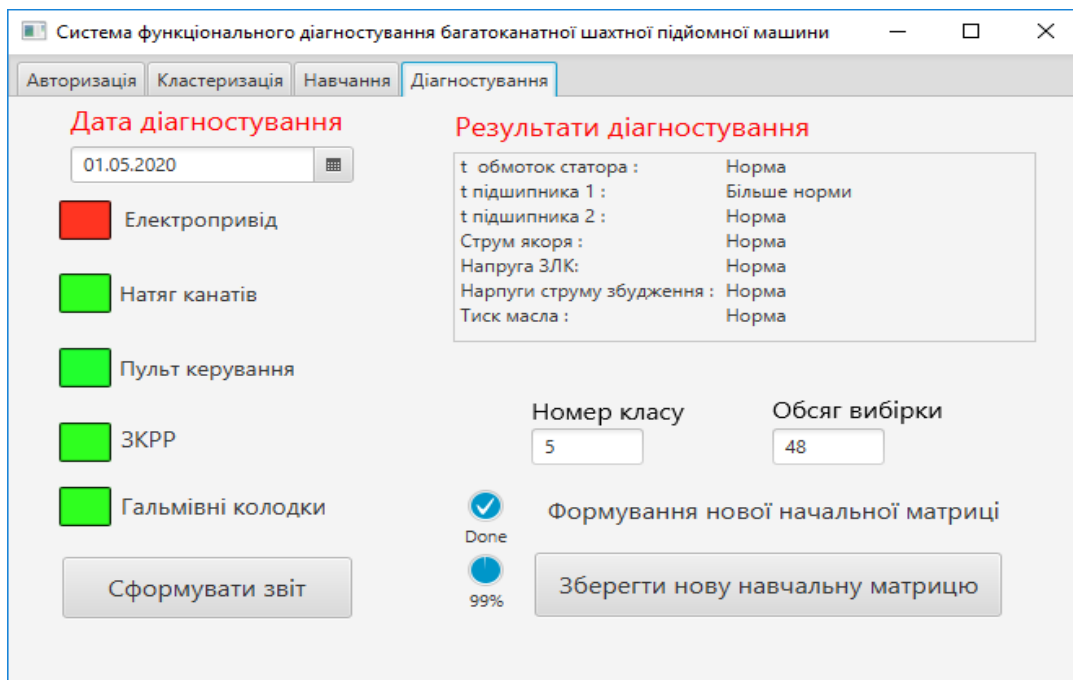 Система функціонального діагностування багатоканатної шахтної підйомної машини
Авторизація Кластеризація Навчання Діагностування
Дата діагностування
01.05.2020
Електропривід
Натяг канатів
Пульт керування
ЗКРР
Гальмівні колодки
Сформувати звіт
Результати діагностування
t обмоток статора : Норма
t підшипника 1 : Більше норми
t підшипника 2 : Норма
Струм якоря : Норма
Напруга ЗЛК: Норма
Нарпуги струму збудження : Норма
Тиск масла : Норма
Номер класу Обсяг вибірки
5 48
Done
Формування нової начальної матриці
99%
Зберегти нову навчальну матрицю